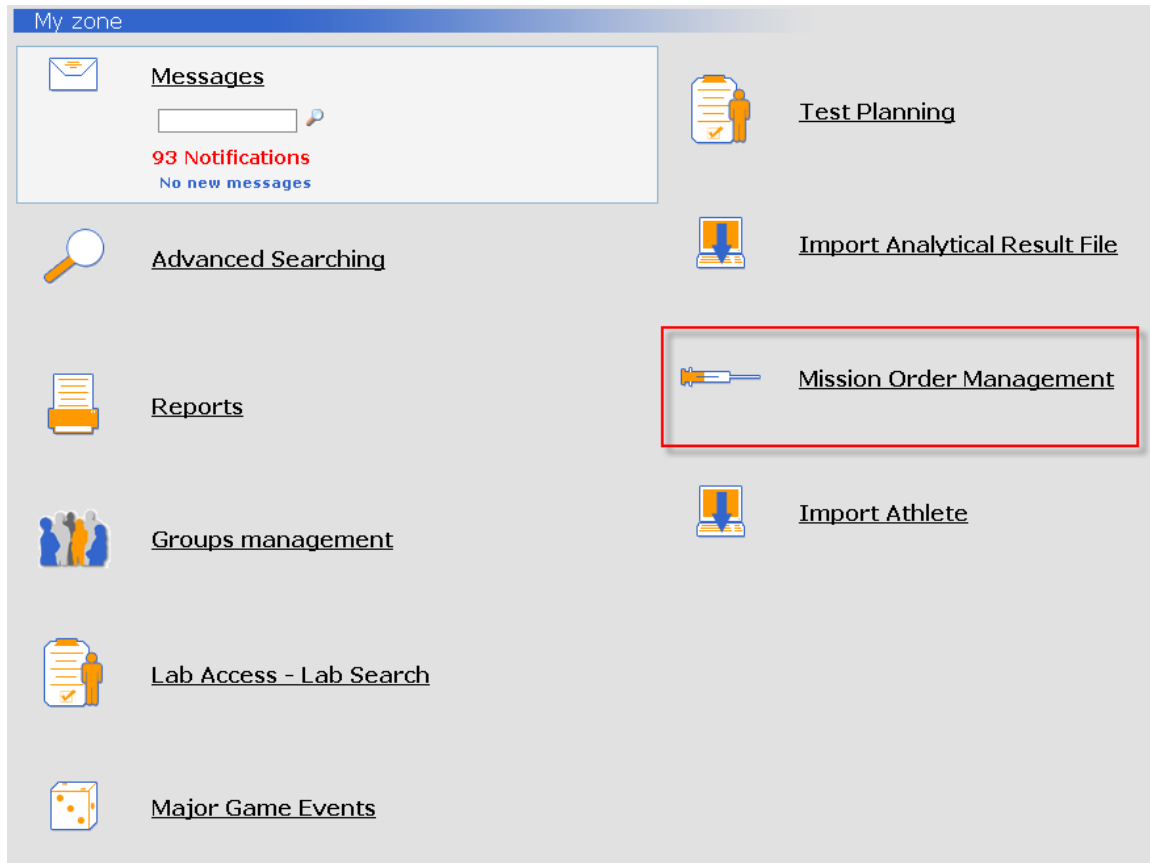 My zone
Messages
93 Notifications
No new messages
Advanced Searching
Reports
Groups management
Lab Access - Lab Search
Major Game Events
Test Planning
Import Analytical Result File
Mission Order Management
Import Athlete